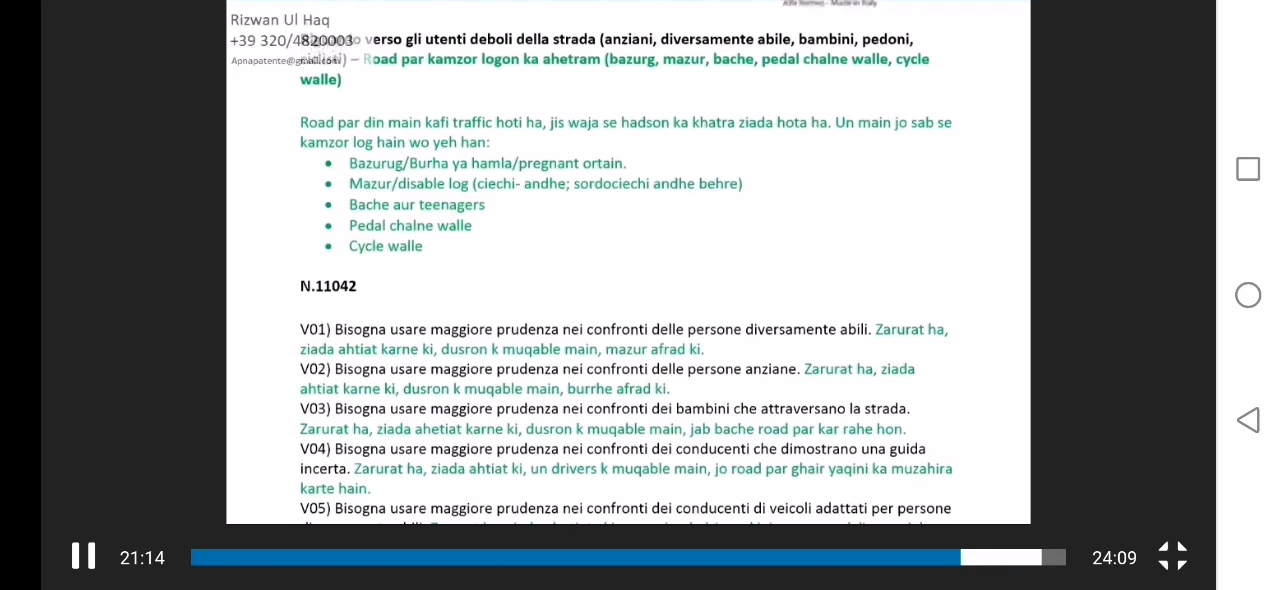 Alfa Romeo - Made in Italy
Rizwan Ul Haq
+39 320/4820003 verso gli utenti deboli della strada (anziani, diversamente abile, bambini, pedoni,
Apnapatente@gmail.com – Road par kamzor logon ka ahetram (bazurg, mazur, bache, pedal chalne walle, cycle
walle)
Road par din main kafi traffic hoti ha, jis waja se hadson ka khatra ziada hota ha. Un main jo sab se
kamzor log hain wo yeh han:
• Bazurug/Burha ya hamla/pregnant ortain.
• Mazur/disable log (ciechi- andhe; sordociechi andhe behre)
• Bache aur teenagers
• Pedal chalne walle
• Cycle walle
N.11042
V01) Bisogna usare maggiore prudenza nei confronti delle persone diversamente abili. Zarurat ha,
ziada ahtiat karne ki, dusron k muqable main, mazur afrad ki.
V02) Bisogna usare maggiore prudenza nei confronti delle persone anziane. Zarurat ha, ziada
ahtiat karne ki, dusron k muqable main, burrhe afrad ki.
V03) Bisogna usare maggiore prudenza nei confronti dei bambini che attraversano la strada.
Zarurat ha, ziada ahetiat karne ki, dusron k muqable main, jab bache road par kar rahe hon.
V04) Bisogna usare maggiore prudenza nei confronti dei conducenti che dimostrano una guida
incerta. Zarurat ha, ziada ahtiat ki, un drivers k muqable main, jo road par ghair yaqini ka muzahira
karte hain.
V05) Bisogna usare maggiore prudenza nei confronti dei conducenti di veicoli adattati per persone
21:14
24:09